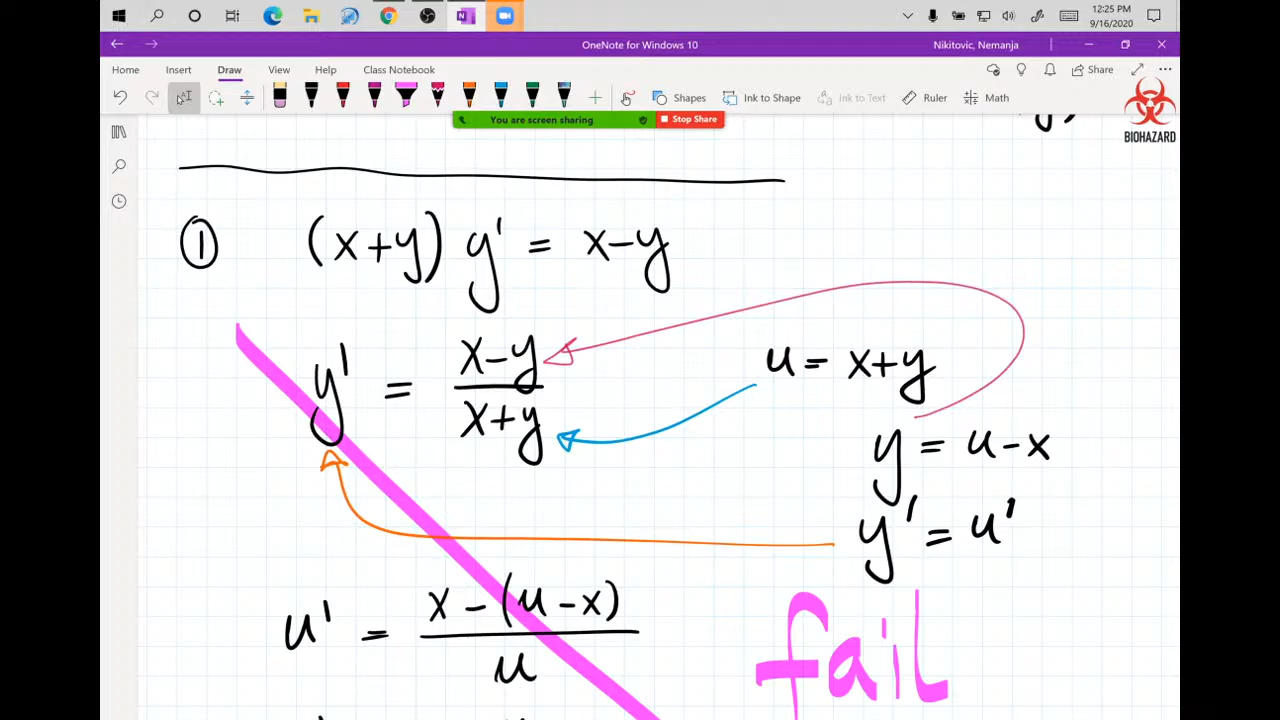 12:25 PM
9/16/2020
OneNote for Windows 10
Nikitovic, Nemanja
Home Insert Draw View Help Class Notebook
Share
Shapes Ink to Shape Ink to Text Ruler Math
You are screen sharing Stop Share
BIOHAZARD
① (x+y) y' = x-y
y' = x-y / x+y
u = x+y
y = u-x
y' = u'
u' = x-(u-x) / u
fail